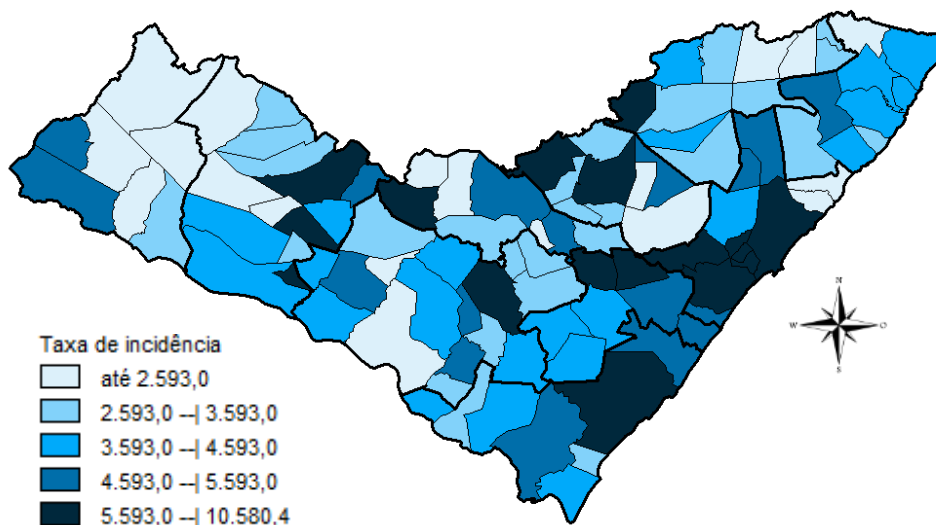 N
W
O
S
Taxa de incidência
até 2.593,0
2.593,0 --| 3.593,0
3.593,0 --| 4.593,0
4.593,0 --| 5.593,0
5.593,0 --| 10.580,4